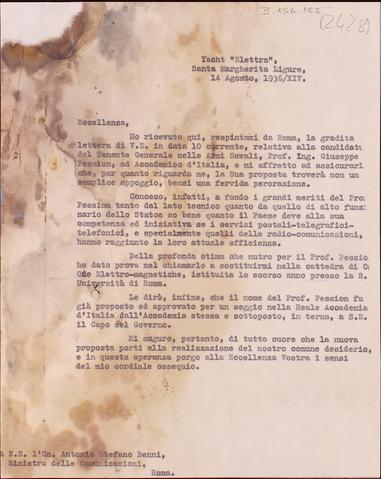 II.154.162
(2428)
Yacht "Elettra",
Santa Margherita Ligure,
14 Agosto, 1936/XIV.
Eccellenza,
Ho ricevuto qui, respintami da Roma, la gradita
lettera di V.E. in data 10 corrente, relativa alla candidatu
del Tenente Generale nelle Armi Navali, Prof. Ing. Giuseppe
Pession, ad Accademico d'Italia, e mi affretto ad assicurarl
che, per quanto riguarda me, la Sua proposta troverà non un
semplice appoggio, bensì una fervida perorazione.
Conosco, infatti, a fondo i grandi meriti del Prof
Pession tanto dal lato tecnico quanto da quello di alto funzi
nario dello Stato: so bene quanto il Paese deve alla sua
competenza ed iniziativa se i servizi postali-telegrafici-
telefonici, e specialmente quelli delle radio-comunicazioni,
hanno raggiunto la loro attuale efficienza.
Della profonda stima che nutro per il Prof. Pessio
ho dato prova nel chiamarlo a sostituirmi nella cattedra di O
Onde Elettro-magnetiche, istituita lo scorso anno presso la R.
Università di Roma.
Le dirò, infine, che il nome del Prof. Pession fu
già proposto ed approvato per un seggio nella Reale Accademia
d'Italia dall'Accademia stessa e sottoposto, in terna, a S.E.
il Capo del Governo.
Mi auguro, pertanto, di tutto cuore che la nuova
proposta porti alla realizzazione del nostro comune desiderio,
e in questa speranza porgo alla Eccellenza Vostra i sensi
del mio cordiale ossequio.
A S.E. l'On. Antonio Stefano Benni,
Ministro delle Comunicazioni,
Roma.